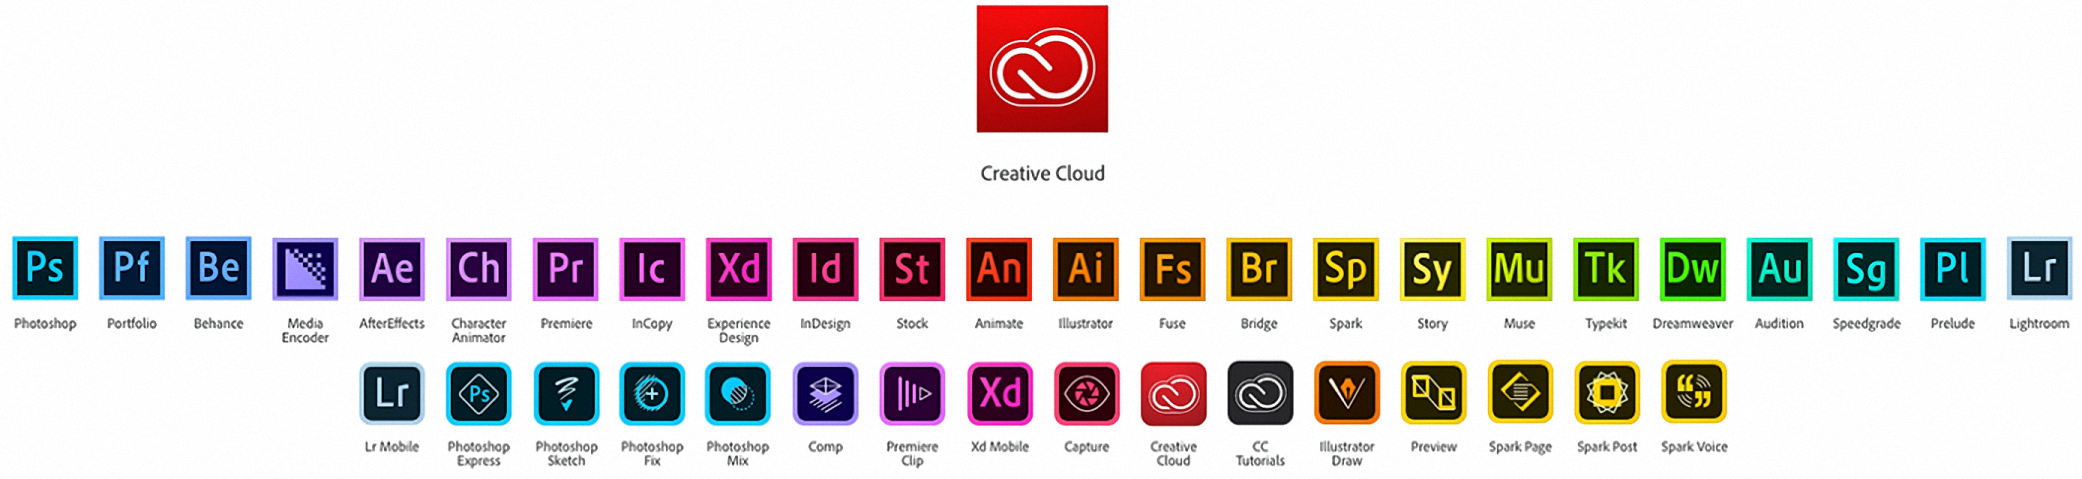 Creative Cloud
Ps Pf Be Ae Ch Pr Ic Xd Id St An Ai Fs Br Sp Sy Mu Tk Dw Au Sg Pl Lr
Photoshop Portfolio Behance Media Encoder AfterEffects Character Animator Premiere InCopy Experience Design InDesign Stock Animate Illustrator Fuse Bridge Spark Story Muse Typekit Dreamweaver Audition Speedgrade Prelude Lightroom
Lr Ps Xd
Lr Mobile Photoshop Express Photoshop Sketch Photoshop Fix Photoshop Mix Comp Premiere Clip Xd Mobile Capture Creative Cloud CC Tutorials Illustrator Draw Preview Spark Page Spark Post Spark Voice